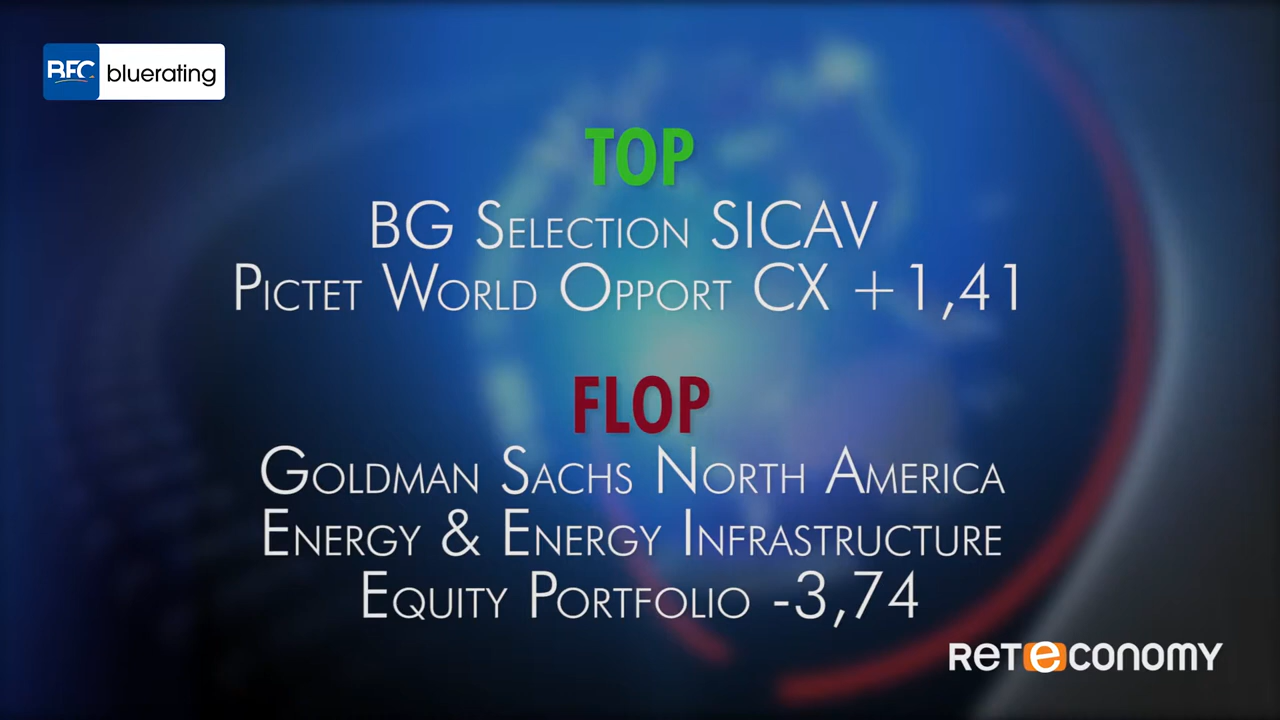 BFC bluerating
TOP
BG SELECTION SICAV
PICTET WORLD OPPORT CX +1,41
FLOP
GOLDMAN SACHS NORTH AMERICA
ENERGY & ENERGY INFRASTRUCTURE
EQUITY PORTFOLIO -3,74
RETeCONOMY